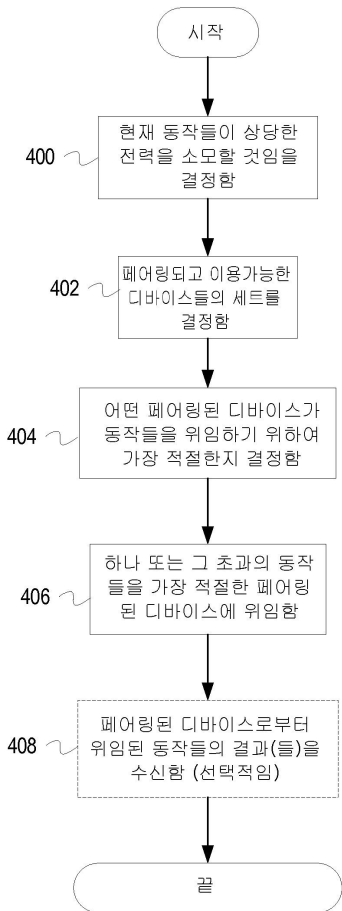 시작
400
현재 동작들이 상당한
전력을 소모할 것임을
결정함
402
페어링되고 이용가능한
디바이스들의 세트를
결정함
404
어떤 페어링된 디바이스가
동작들을 위임하기 위하여
가장 적절한지 결정함
406
하나 또는 그 초과의 동작
들을 가장 적절한 페어링
된 디바이스에 위임함
408
페어링된 디바이스로부터
위임된 동작들의 결과(들)을
수신함 (선택적임)
끝